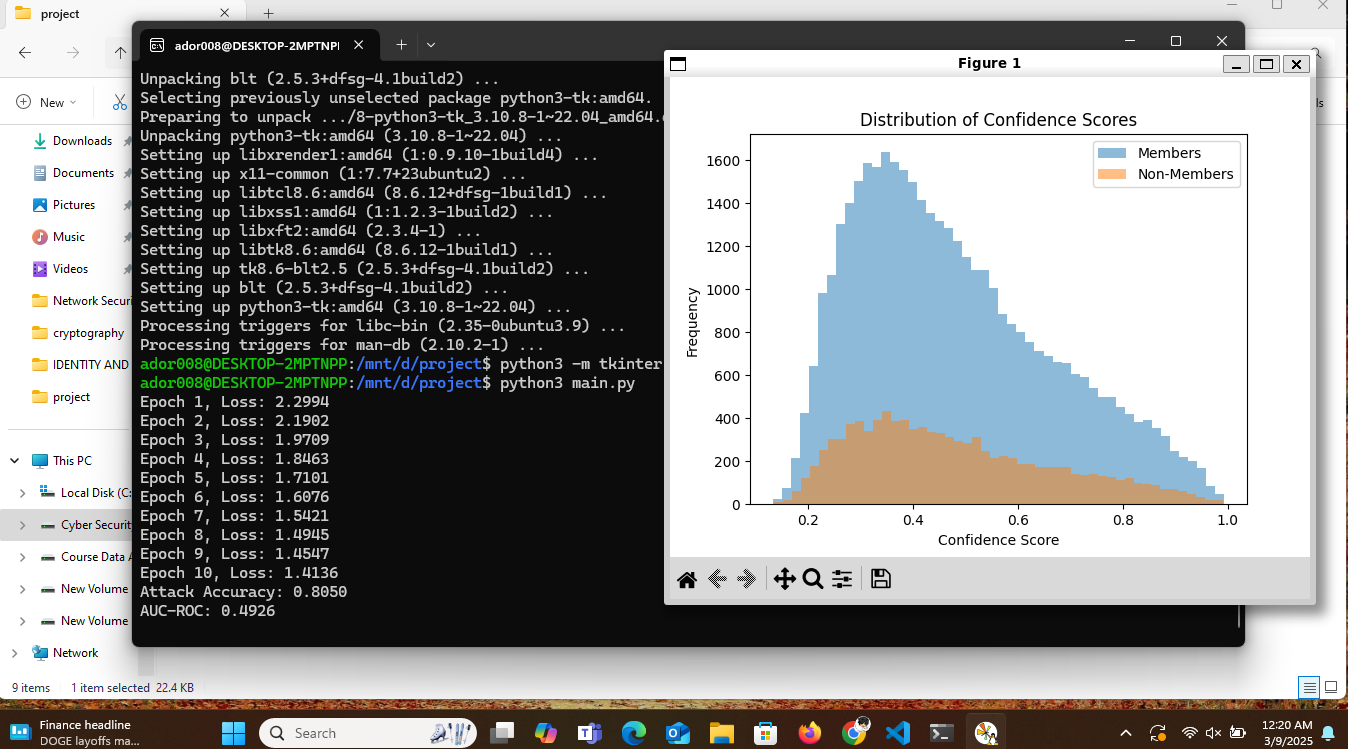 project
New
Downloads
Documents
Pictures
Music
Videos
Network Securi
cryptography
IDENTITY AND
project
This PC
Local Disk (C:
Cyber Securit
Course Data A
New Volume
New Volume
Network
9 items 1 item selected 22.4 KB
ador008@DESKTOP-2MPTNPI
Unpacking blt (2.5.3+dfsg-4.1build2) ...
Selecting previously unselected package python3-tk:amd64.
Preparing to unpack .../8-python3-tk_3.10.8-1~22.04_amd64.
Unpacking python3-tk:amd64 (3.10.8-1~22.04) ...
Setting up libxrender1:amd64 (1:0.9.10-1build4) ...
Setting up x11-common (1:7.7+23ubuntu2) ...
Setting up libtcl8.6:amd64 (8.6.12+dfsg-1build1) ...
Setting up libxss1:amd64 (1:1.2.3-1build2) ...
Setting up libxft2:amd64 (2.3.4-1) ...
Setting up libtk8.6:amd64 (8.6.12-1build1) ...
Setting up tk8.6-blt2.5 (2.5.3+dfsg-4.1build2) ...
Setting up blt (2.5.3+dfsg-4.1build2) ...
Setting up python3-tk:amd64 (3.10.8-1~22.04) ...
Processing triggers for libc-bin (2.35-0ubuntu3.9) ...
Processing triggers for man-db (2.10.2-1) ...
ador008@DESKTOP-2MPTNPP:/mnt/d/project$ python3 -m tkinter
ador008@DESKTOP-2MPTNPP:/mnt/d/project$ python3 main.py
Epoch 1, Loss: 2.2994
Epoch 2, Loss: 2.1902
Epoch 3, Loss: 1.9709
Epoch 4, Loss: 1.8463
Epoch 5, Loss: 1.7101
Epoch 6, Loss: 1.6076
Epoch 7, Loss: 1.5421
Epoch 8, Loss: 1.4945
Epoch 9, Loss: 1.4547
Epoch 10, Loss: 1.4136
Attack Accuracy: 0.8050
AUC-ROC: 0.4926
Figure 1
Distribution of Confidence Scores
Members
Non-Members
Frequency
1600
1400
1200
1000
800
600
400
200
0
0.2 0.4 0.6 0.8 1.0
Confidence Score
ls
Finance headline
DOGE layoffs ma...
Search
12:20 AM
3/9/2025